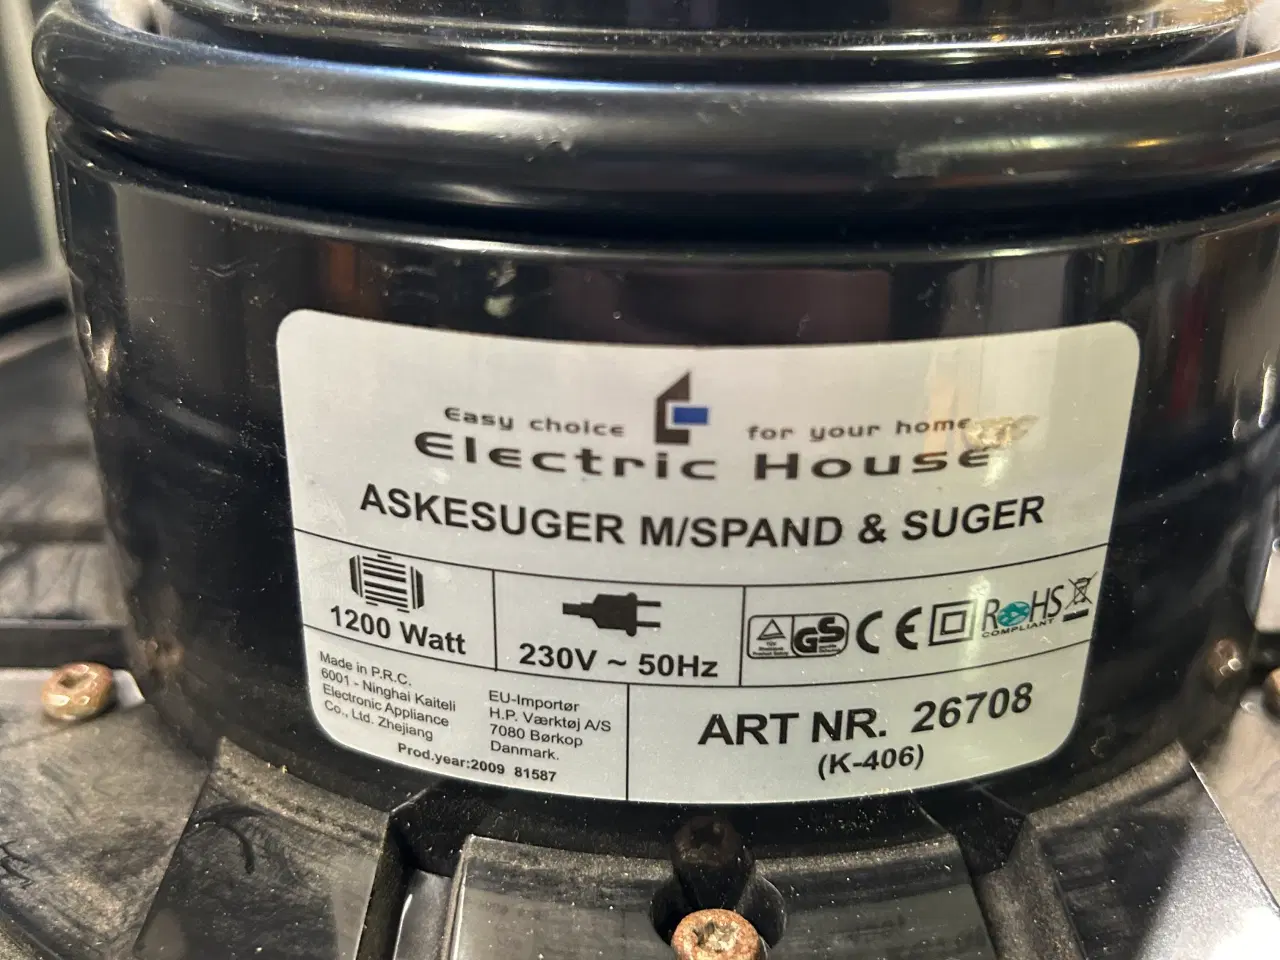 Easy choice for your home
Electric House
ASKESUGER M/SPAND & SUGER
1200 Watt
230V ~ 50Hz
GS
CE
ROHS
COMPLIANT
Made in P.R.C.
6001 - Ninghai Kaiteli
Electronic Appliance
Co., Ltd. Zhejiang
EU-Importør
H.P. Værktøj A/S
7080 Børkop
Danmark.
Prod.year:2009 81587
ART NR. 26708
(K-406)